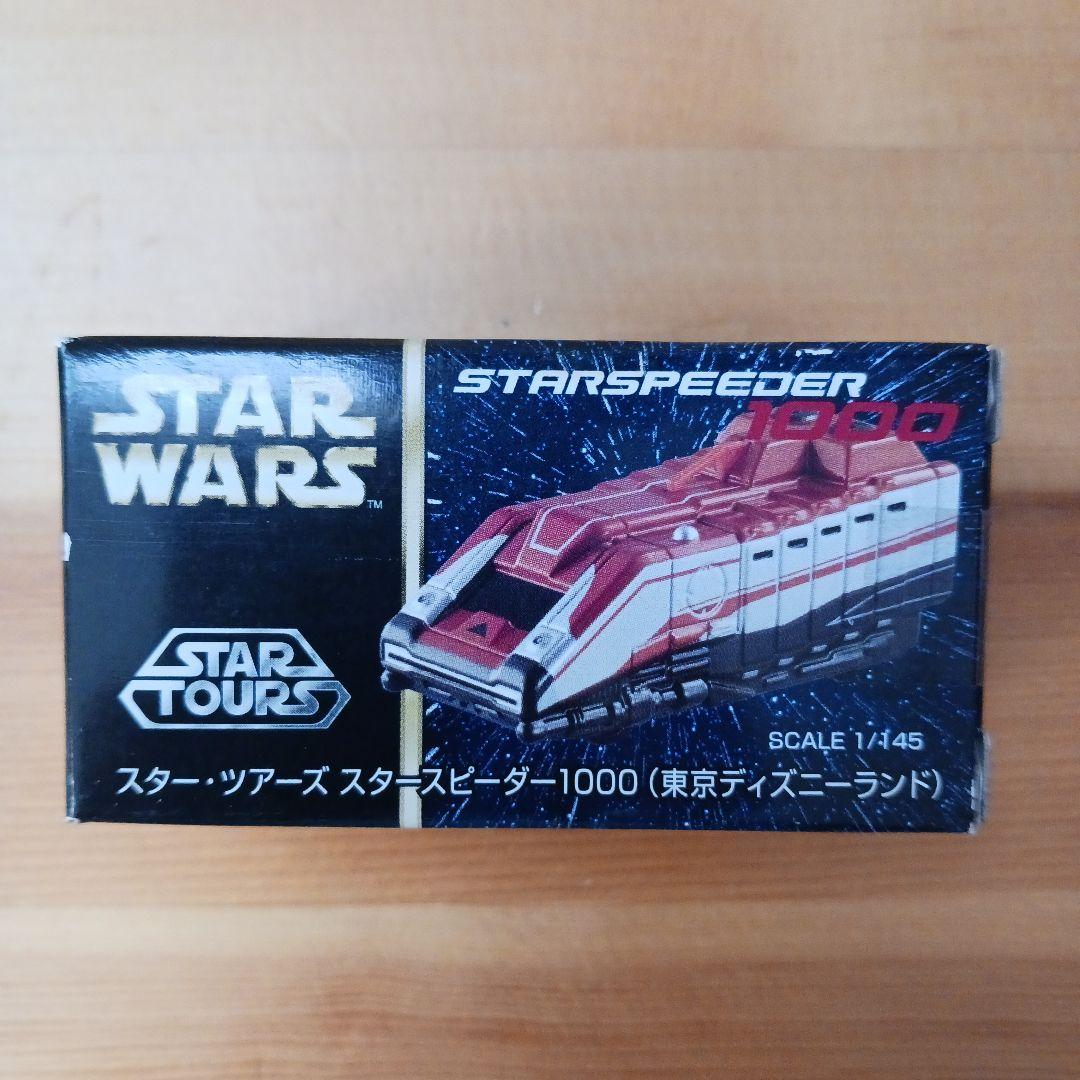 STAR
WARS
TM
STARSPEEDER
1000
STAR
TOURS
SCALE 1/145
スター・ツアーズ スタースピーダー1000（東京ディズニーランド）